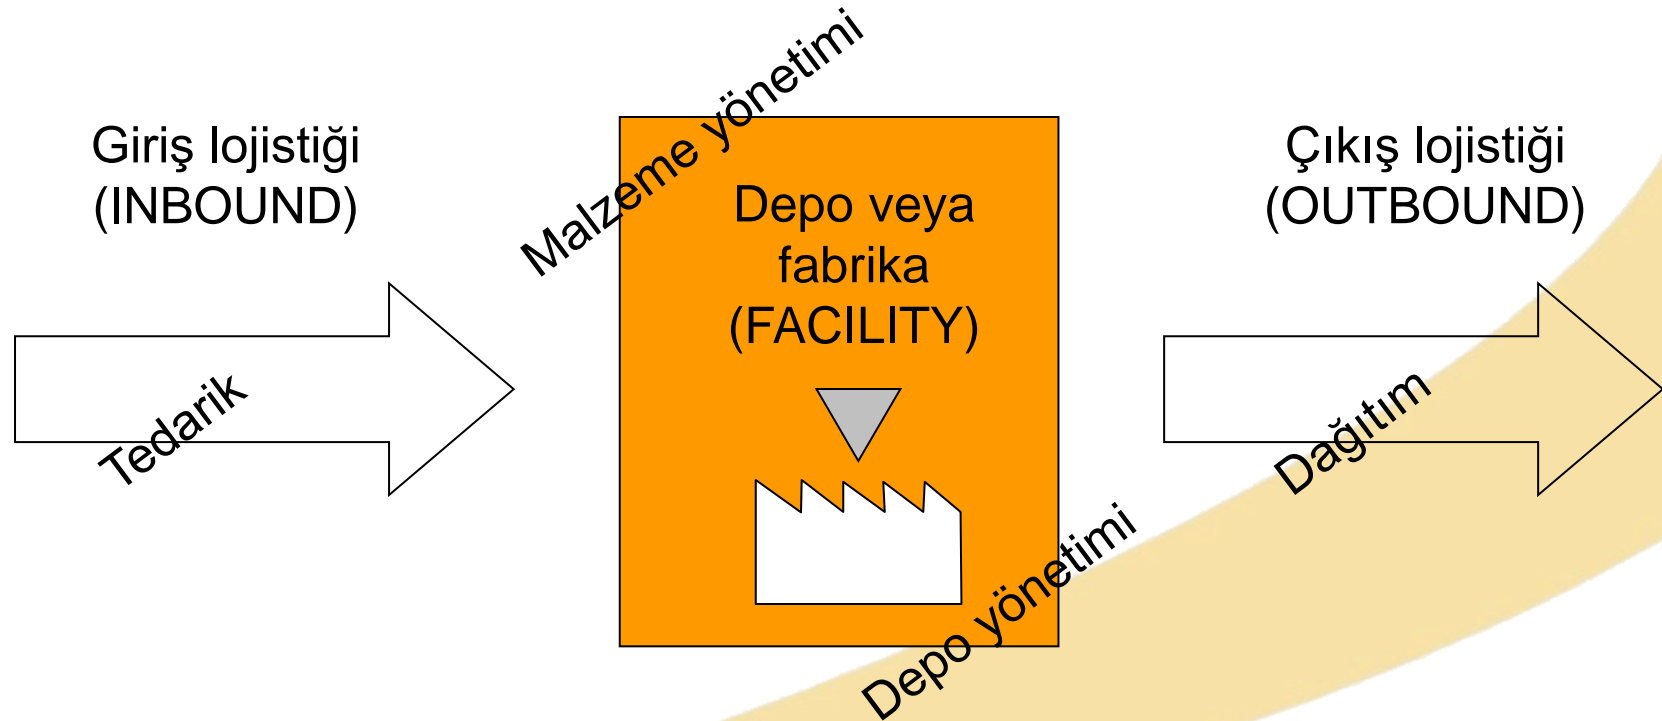 Giriş lojistiği
(INBOUND)
Tedarik
Malzeme yönetimi
Depo veya
fabrika
(FACILITY)
Depo yönetimi
Çıkış lojistiği
(OUTBOUND)
Dağıtım